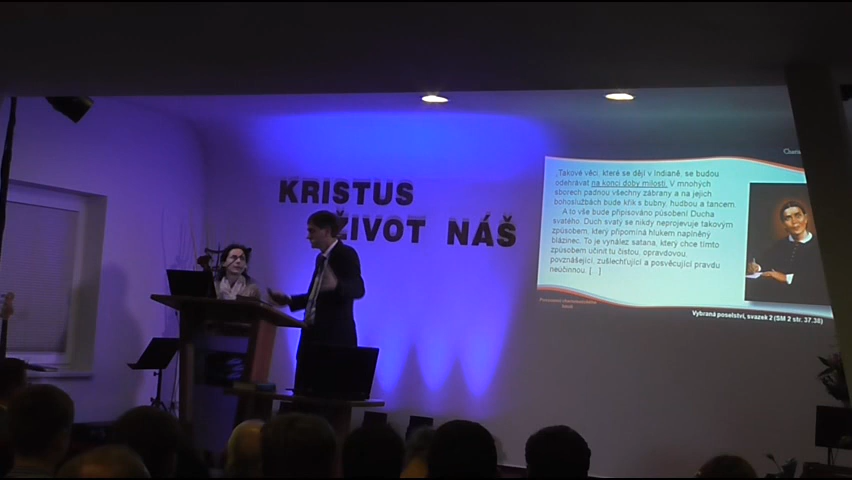 KRISTUS
ŽIVOT NÁŠ
„Takové věci, které se dějí v Indianě, se budou
odehrávat na konci doby milosti. V mnohých
sborech padnou všechny zábrany a na jejich
bohoslužbách bude křik s bubny, hudbou a tancem.
A to vše bude připisováno působení Ducha
svatého. Duch svatý se nikdy neprojevuje takovým
způsobem, který připomíná hlukem naplněný
blázinec. To je vynález satana, který chce tímto
způsobem učinit tu čistou, opravdovou,
povznášející, zušlechťující a posvěcující pravdu
neúčinnou. [...]
Vybraná poselství, svazek 2 (SM 2 str. 37.38)